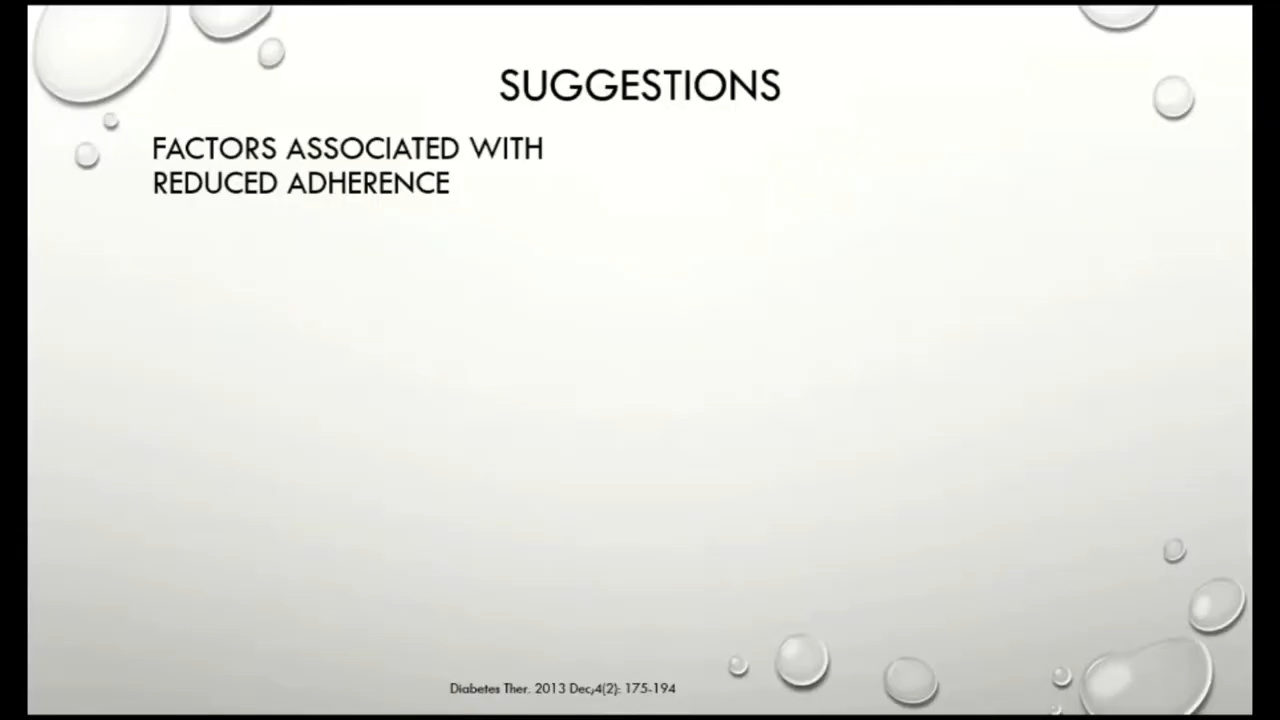 SUGGESTIONS
FACTORS ASSOCIATED WITH
REDUCED ADHERENCE
Diabetes Ther. 2013 Dec;4(2): 175-194